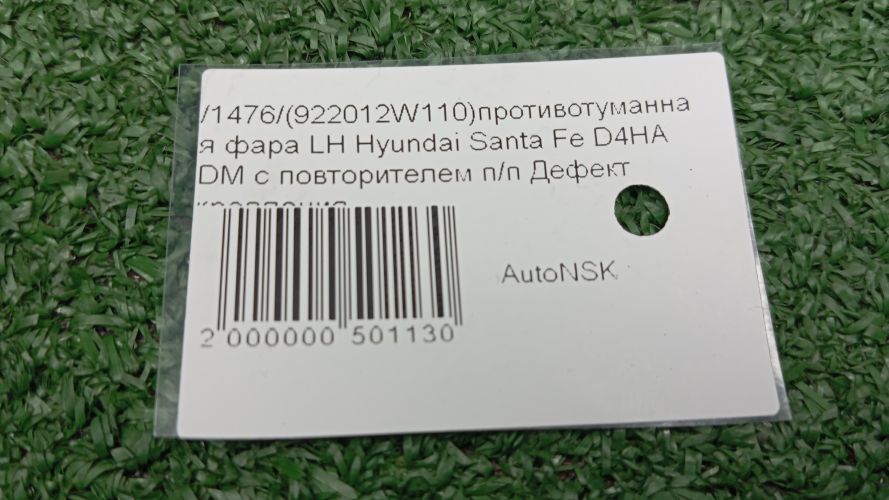 /1476/(922012W110)противотуманна
я фара LH Hyundai Santa Fe D4HA
DM с повторителем п/п Дефект
AutoNSK
2 000000 501130